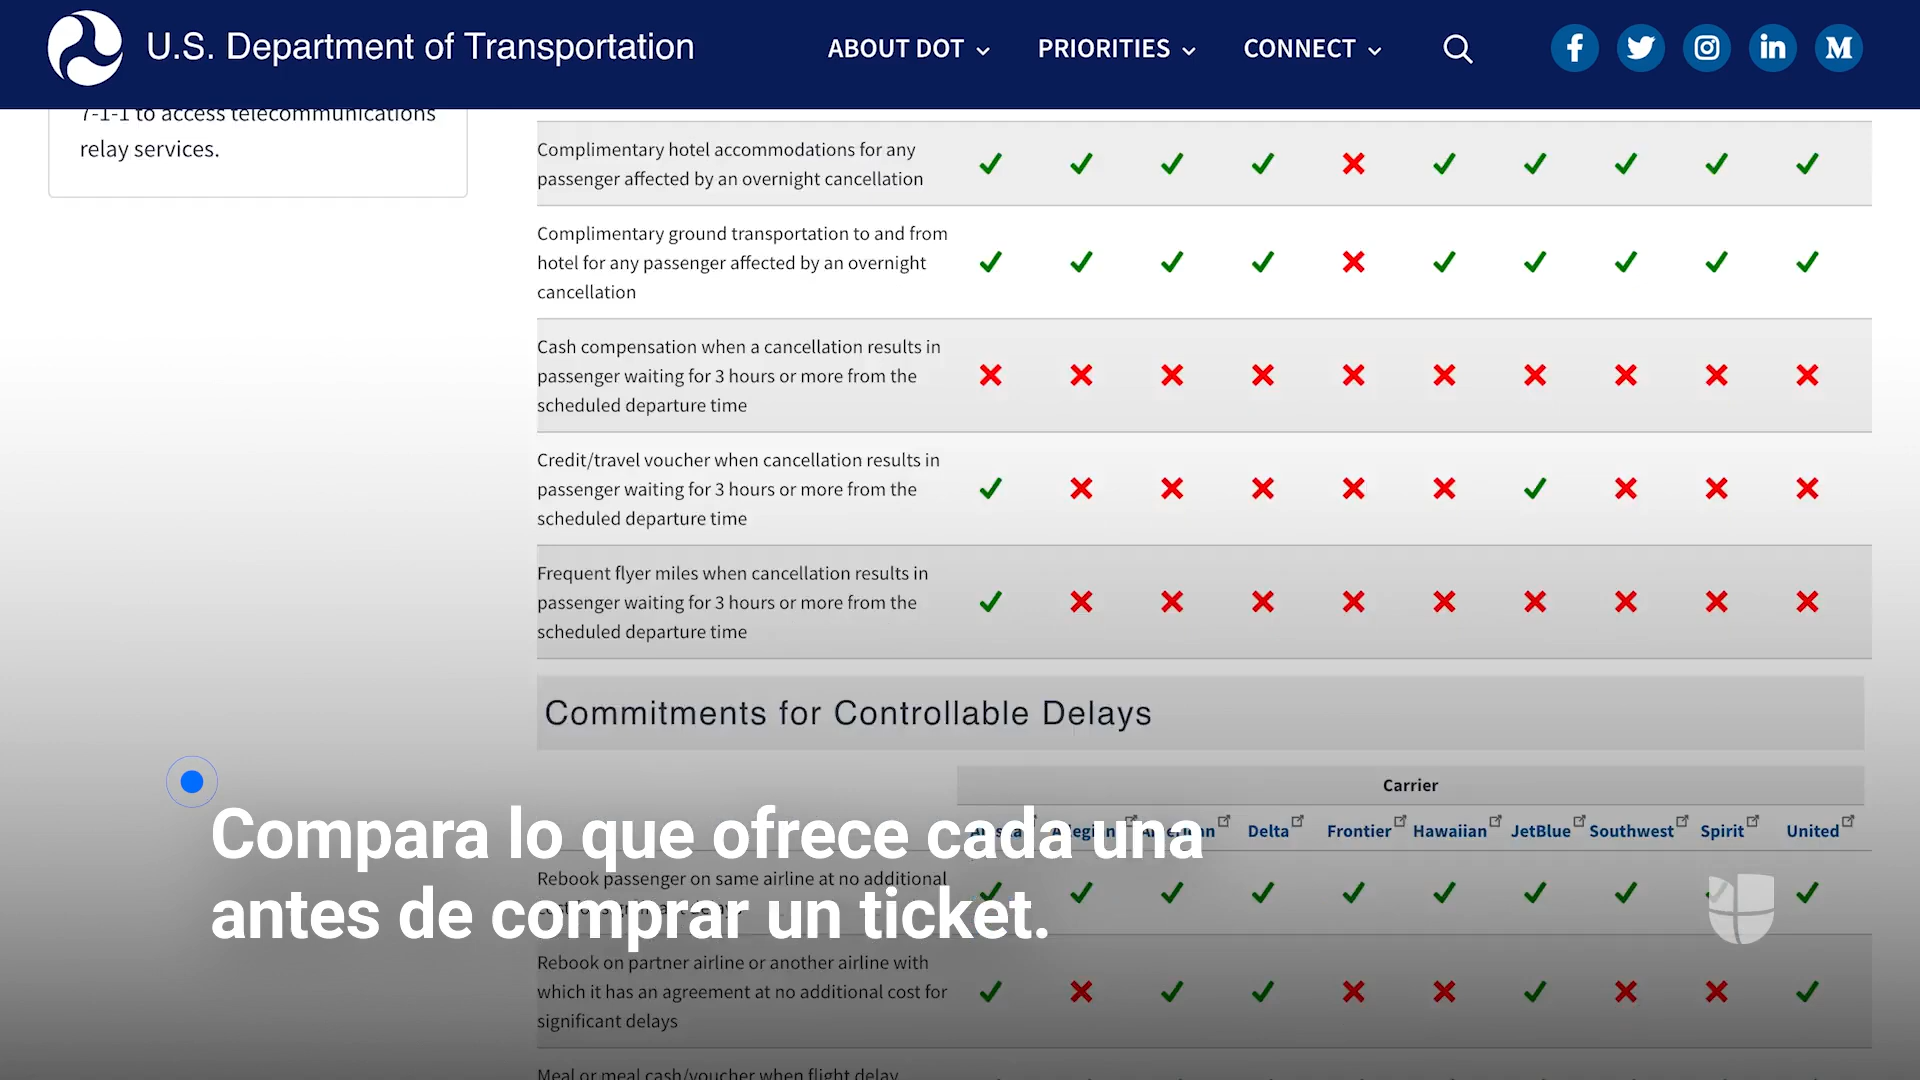 U.S. Department of Transportation
ABOUT DOT
PRIORITIES
CONNECT
7-1-1 to access telecommunications
relay services.
Complimentary hotel accommodations for any
passenger affected by an overnight cancellation
Complimentary ground transportation to and from
hotel for any passenger affected by an overnight
cancellation
Cash compensation when a cancellation results in
passenger waiting for 3 hours or more from the
scheduled departure time
Credit/travel voucher when cancellation results in
passenger waiting for 3 hours or more from the
scheduled departure time
Frequent flyer miles when cancellation results in
passenger waiting for 3 hours or more from the
scheduled departure time
Commitments for Controllable Delays
Carrier
Delta Frontier Hawaiian JetBlue Southwest Spirit United
Compara lo que ofrece cada una
antes de comprar un ticket.
Rebook passenger on same airline at no additional
Rebook on partner airline or another airline with
which it has an agreement at no additional cost for
significant delays
Meal or meal cash/voucher when flight delay